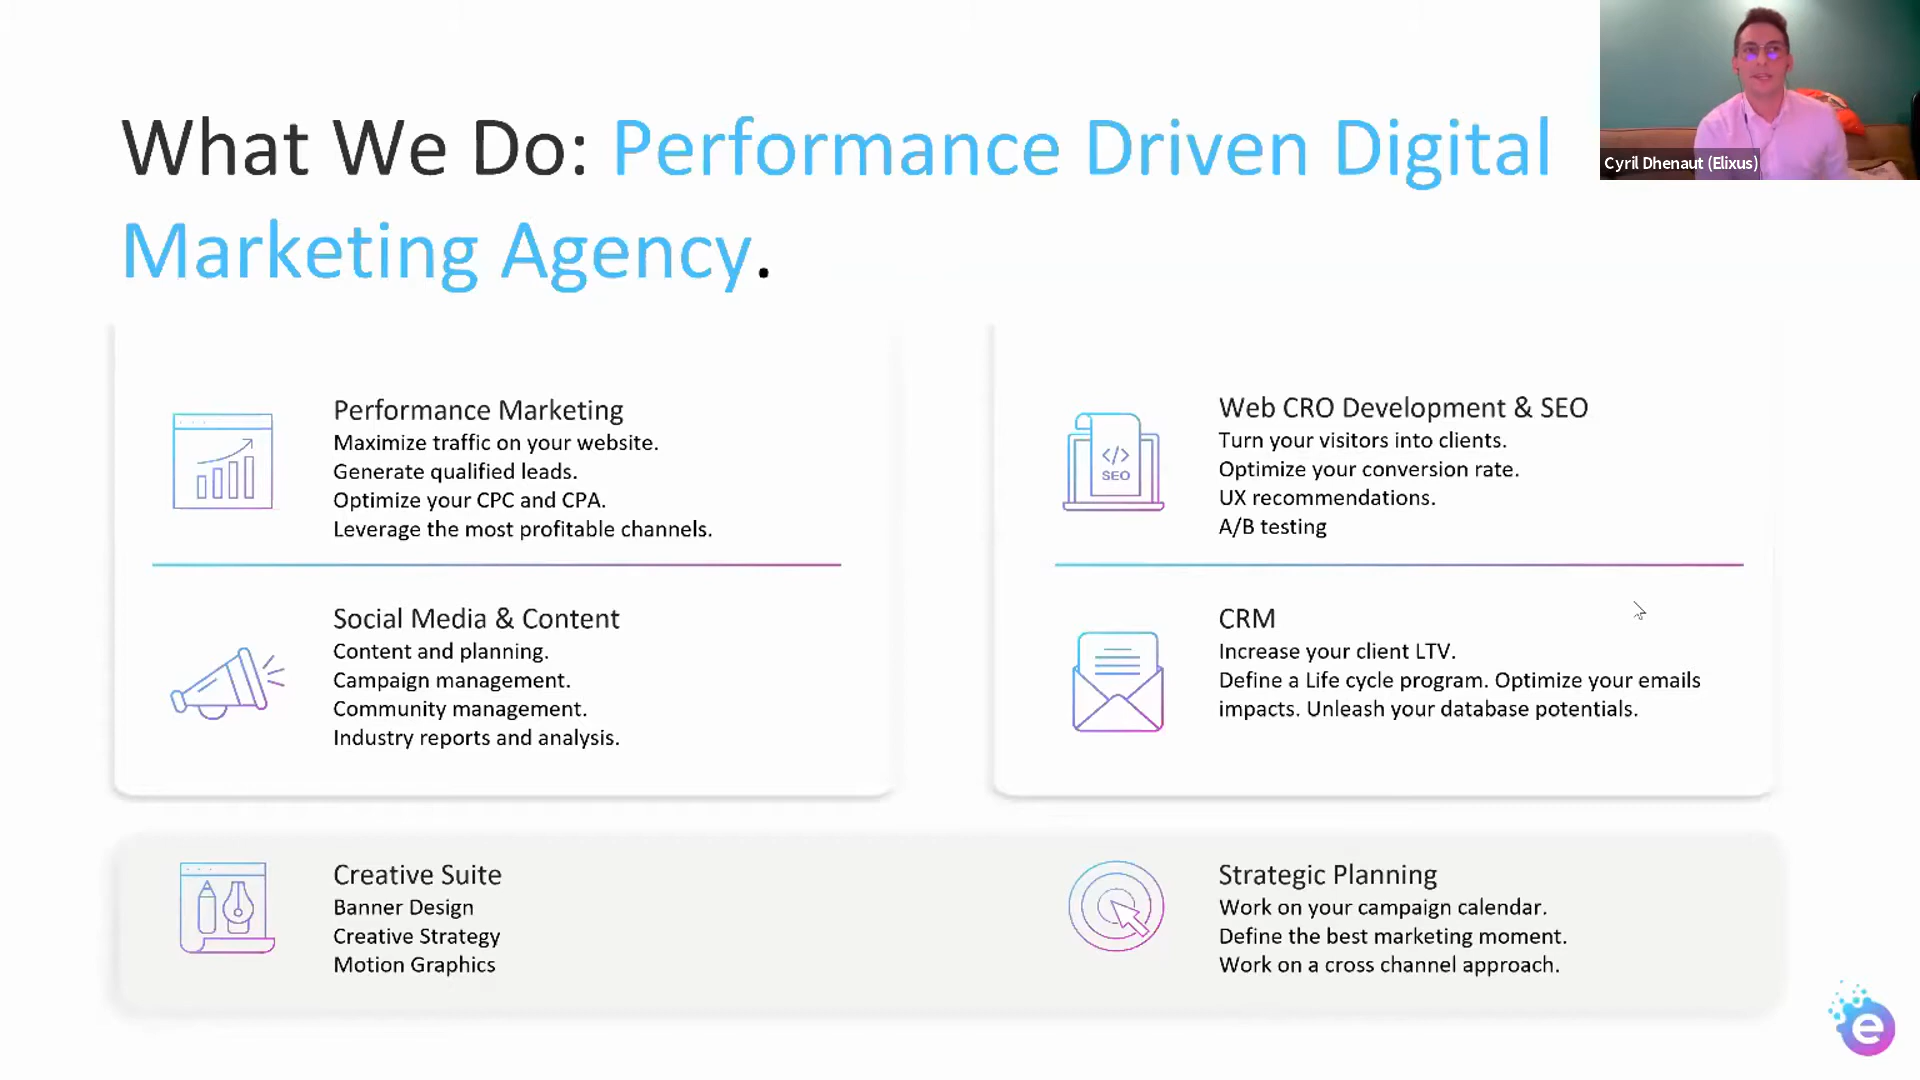 What We Do: Performance Driven Digital
Marketing Agency.
Cyril Dhenaut (Elixus)
Performance Marketing
Maximize traffic on your website.
Generate qualified leads.
Optimize your CPC and CPA.
Leverage the most profitable channels.
Social Media & Content
Content and planning.
Campaign management.
Community management.
Industry reports and analysis.
</> 
SEO
Web CRO Development & SEO
Turn your visitors into clients.
Optimize your conversion rate.
UX recommendations.
A/B testing
CRM
Increase your client LTV.
Define a Life cycle program. Optimize your emails
impacts. Unleash your database potentials.
Creative Suite
Banner Design
Creative Strategy
Motion Graphics
Strategic Planning
Work on your campaign calendar.
Define the best marketing moment.
Work on a cross channel approach.
e